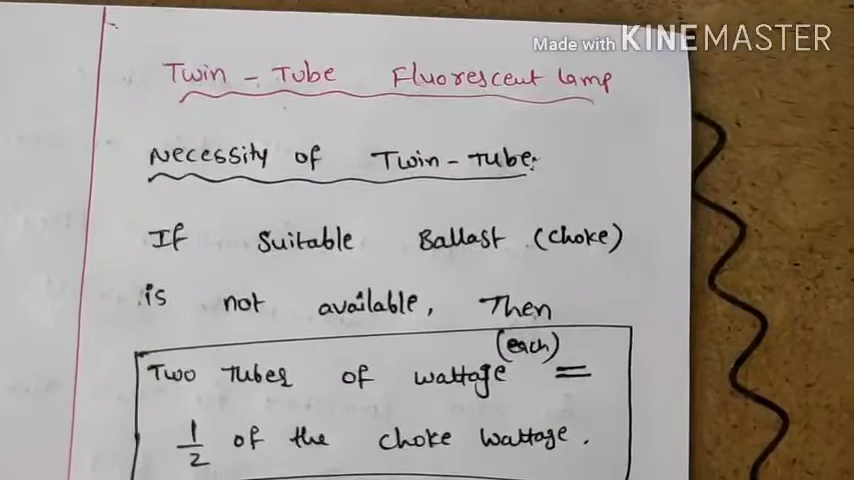 Made with KINEMASTER
Twin - Tube Fluorescent lamp
Necessity of Twin - Tube:
If Suitable Ballast (choke)
is not available, Then
Two tubes of wattage (each) =
1/2 of the choke wattage.